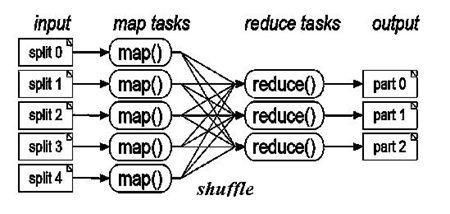 input map tasks reduce tasks output
split 0 map()
split 1 map() reduce() part 0
split 2 map() reduce() part 1
split 3 map() reduce() part 2
split 4 map()
shuffle